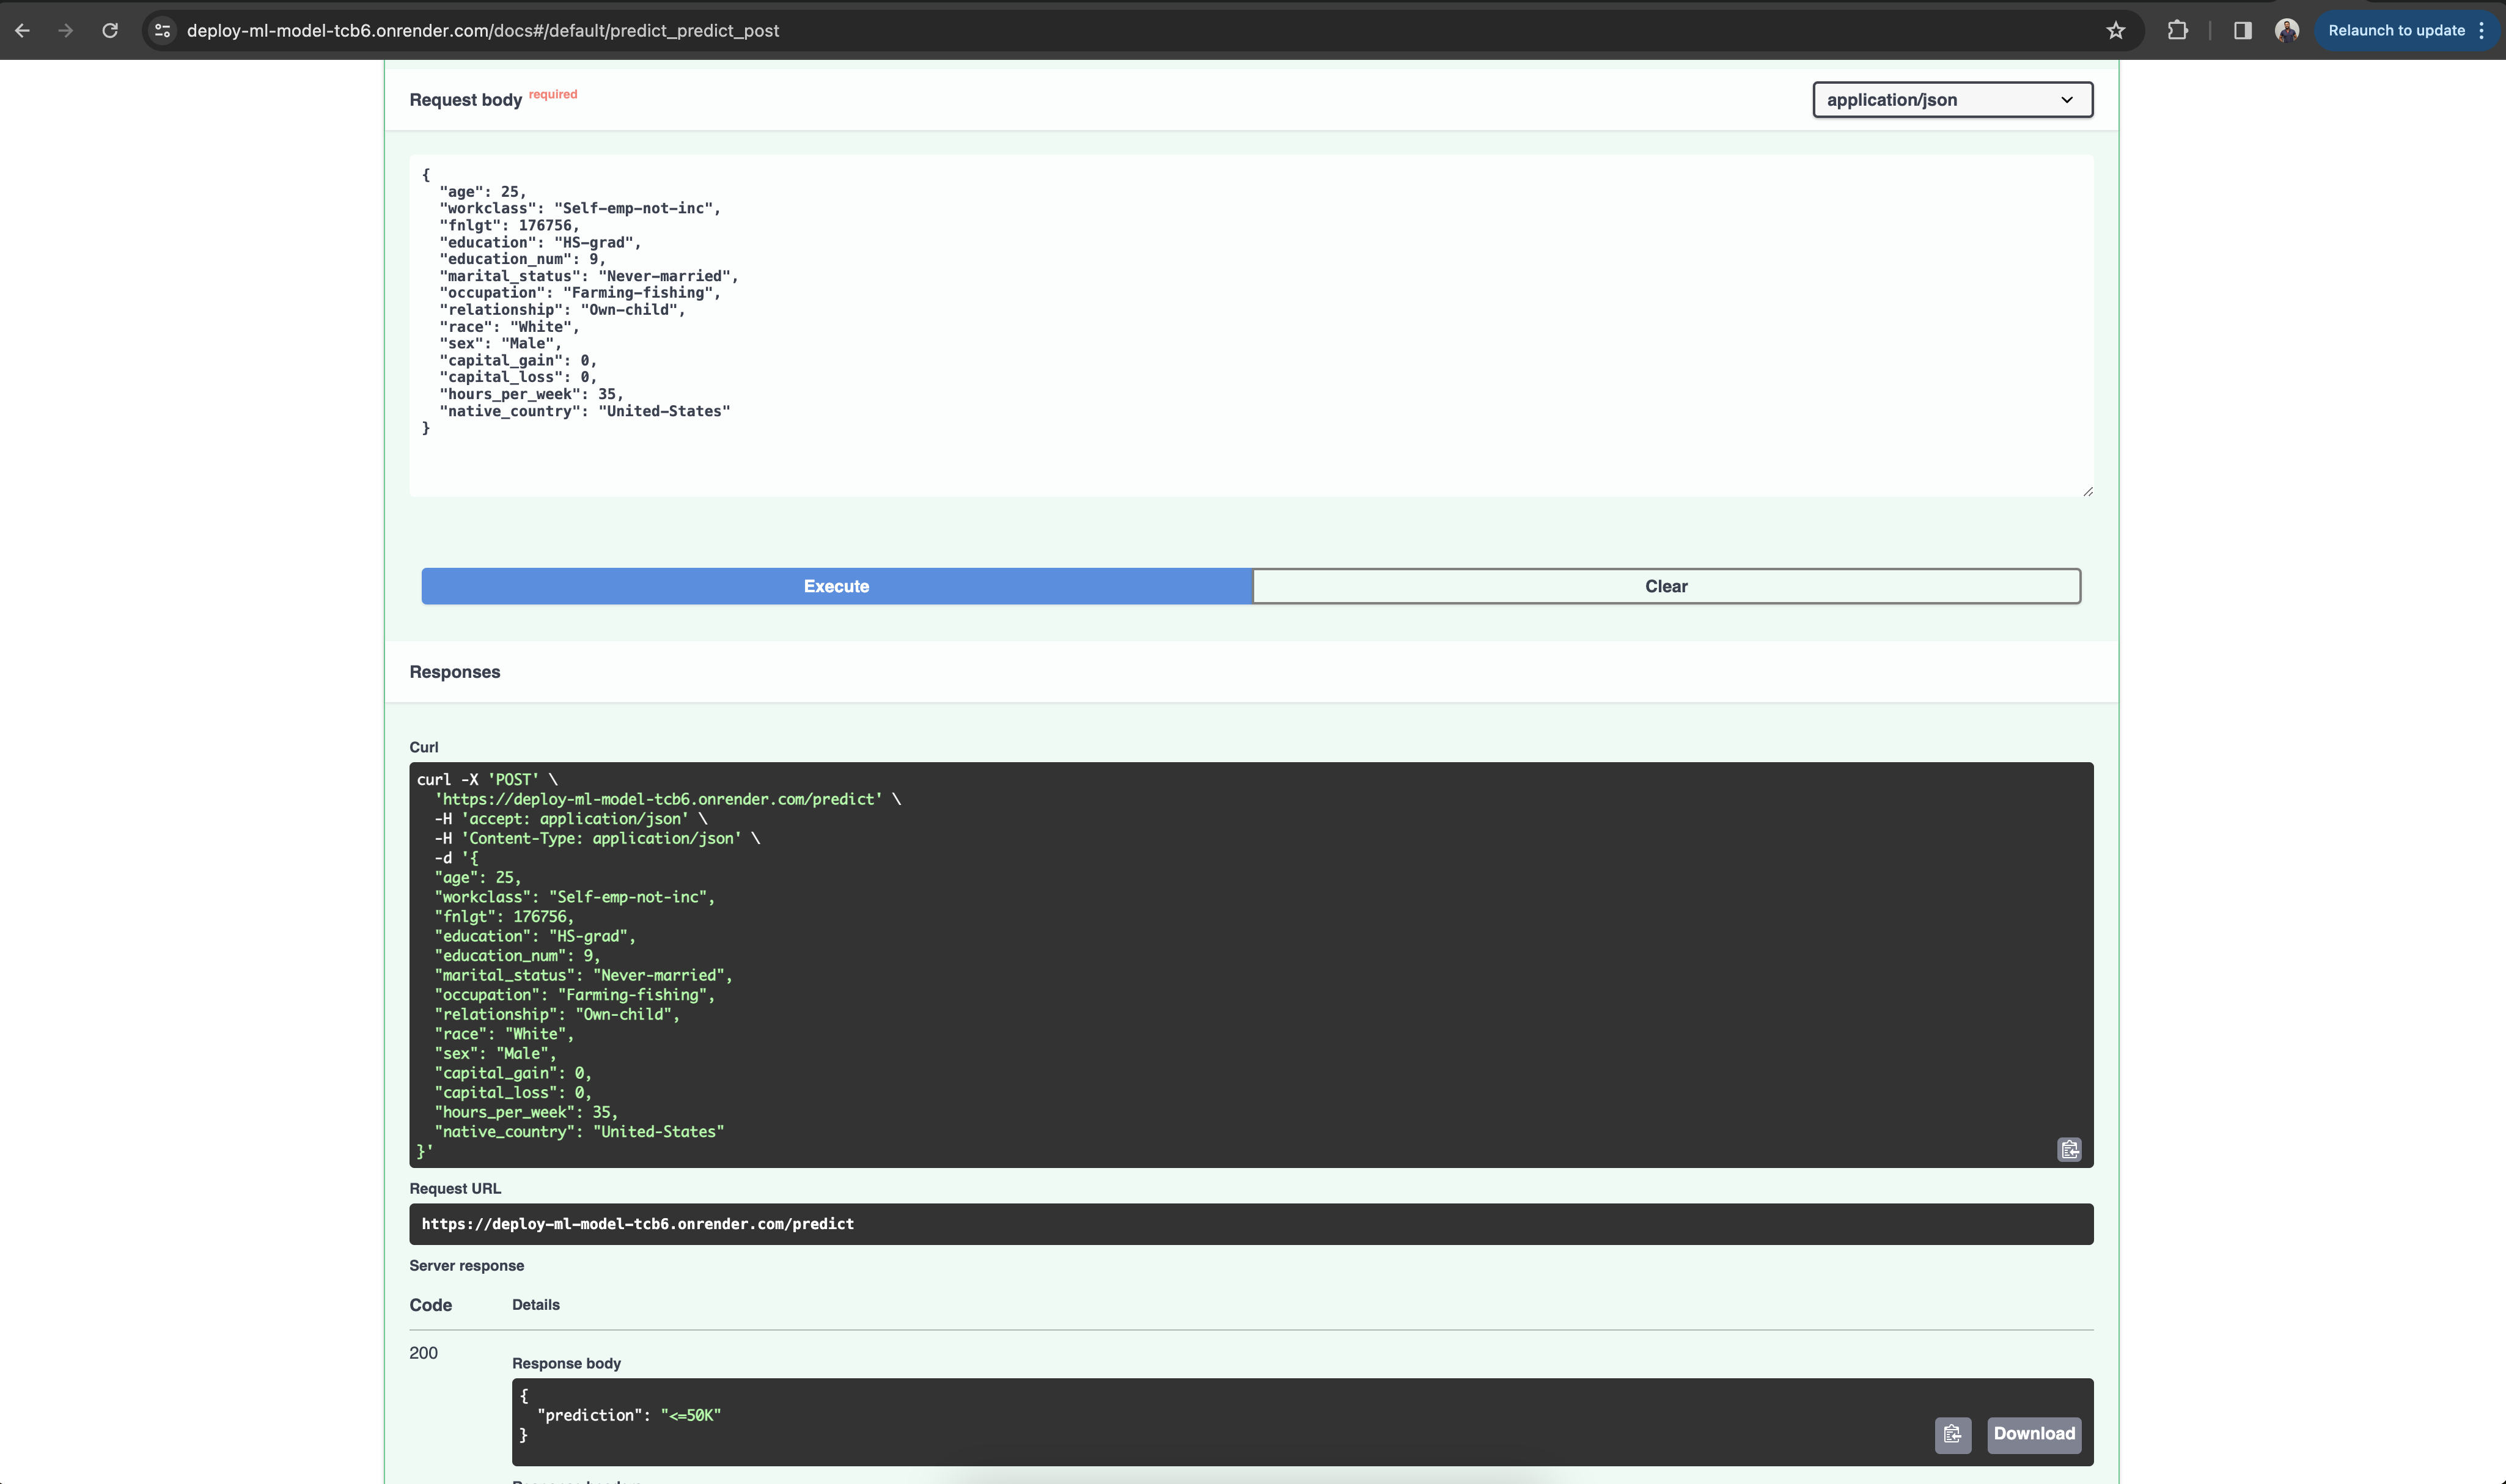 deploy-ml-model-tcb6.onrender.com/docs#/default/predict_predict_post
Relaunch to update
Request body required
application/json
{
  "age": 25,
  "workclass": "Self-emp-not-inc",
  "fnlgt": 176756,
  "education": "HS-grad",
  "education_num": 9,
  "marital_status": "Never-married",
  "occupation": "Farming-fishing",
  "relationship": "Own-child",
  "race": "White",
  "sex": "Male",
  "capital_gain": 0,
  "capital_loss": 0,
  "hours_per_week": 35,
  "native_country": "United-States"
}
Execute
Clear
Responses
Curl
curl -X 'POST' \
  'https://deploy-ml-model-tcb6.onrender.com/predict' \
  -H 'accept: application/json' \
  -H 'Content-Type: application/json' \
  -d '{
  "age": 25,
  "workclass": "Self-emp-not-inc",
  "fnlgt": 176756,
  "education": "HS-grad",
  "education_num": 9,
  "marital_status": "Never-married",
  "occupation": "Farming-fishing",
  "relationship": "Own-child",
  "race": "White",
  "sex": "Male",
  "capital_gain": 0,
  "capital_loss": 0,
  "hours_per_week": 35,
  "native_country": "United-States"
}'
Request URL
https://deploy-ml-model-tcb6.onrender.com/predict
Server response
Code
Details
200
Response body
{
  "prediction": "<=50K"
}
Download